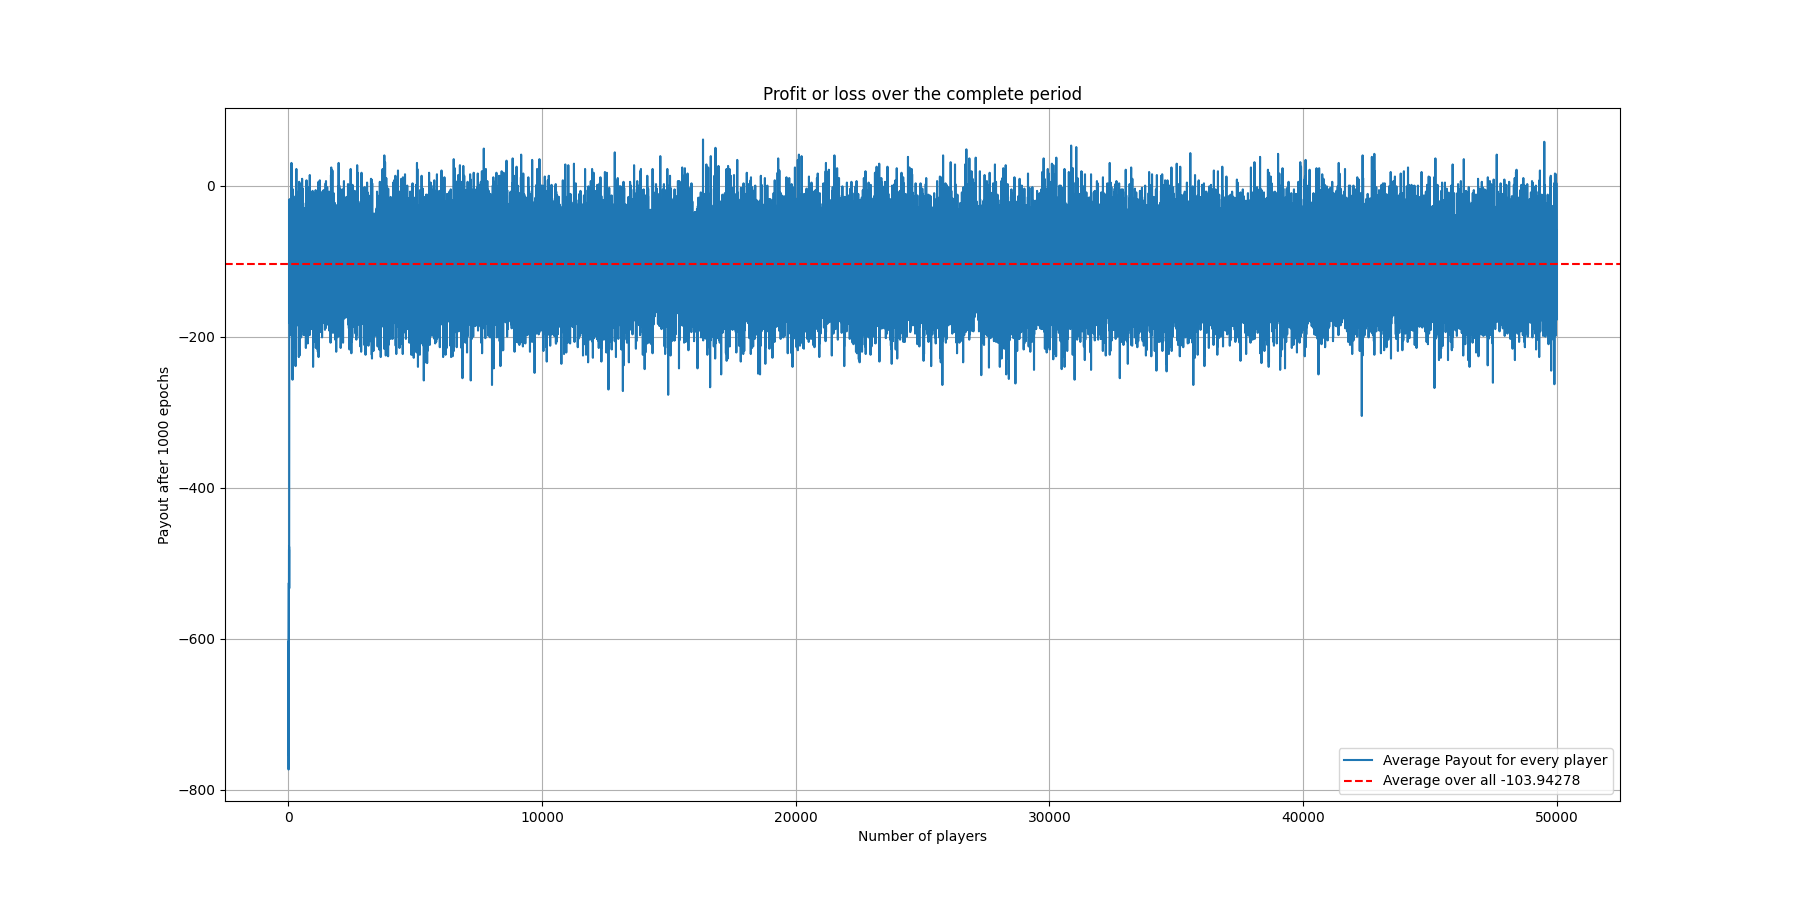 Profit or loss over the complete period
Payout after 1000 epochs
0
−200
−400
−600
−800
0
10000
20000
30000
40000
50000
Number of players
Average Payout for every player
Average over all -103.94278